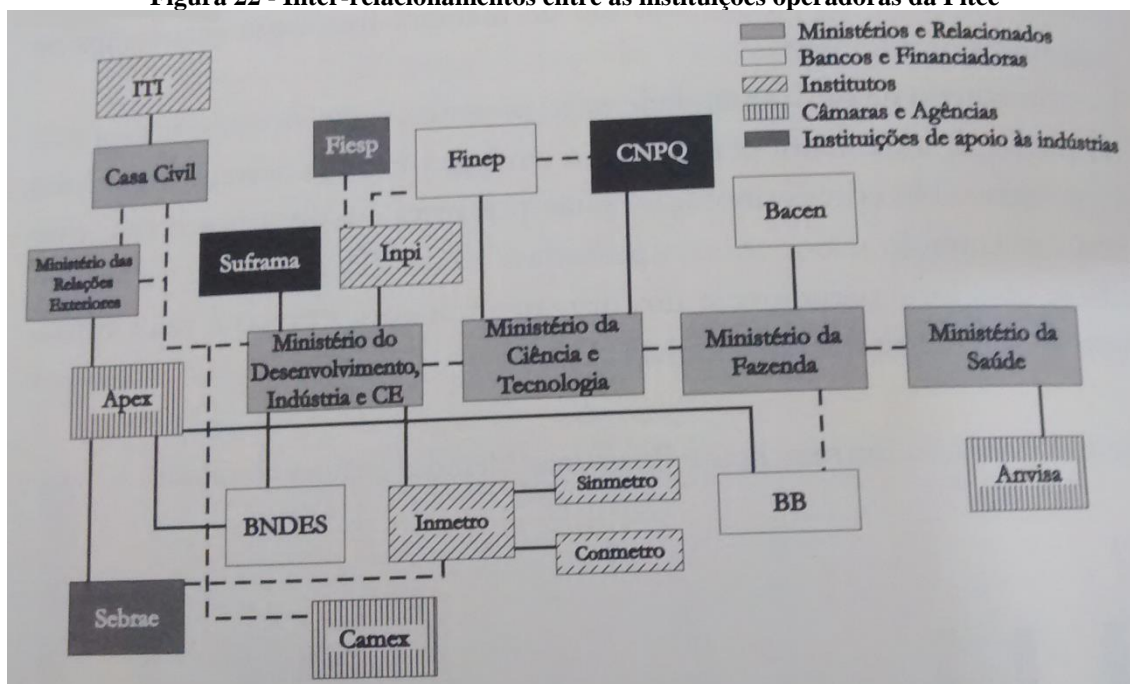 Figura 22 - Inter-relacionamentos entre as instituições operadoras da Pitec
Ministérios e Relacionados
Bancos e Financiadoras
Institutos
Câmaras e Agências
Instituições de apoio às indústrias
ITI
Casa Civil
Fiesp
Finep
CNPQ
Bacen
Ministério das
Relações
Exteriores
Suframa
Inpi
Ministério do
Desenvolvimento,
Indústria e CE
Ministério da
Ciência e
Tecnologia
Ministério da
Fazenda
Ministério da
Saúde
Apex
BNDES
Inmetro
Sinmetro
Conmetro
BB
Anvisa
Sebrae
Camex